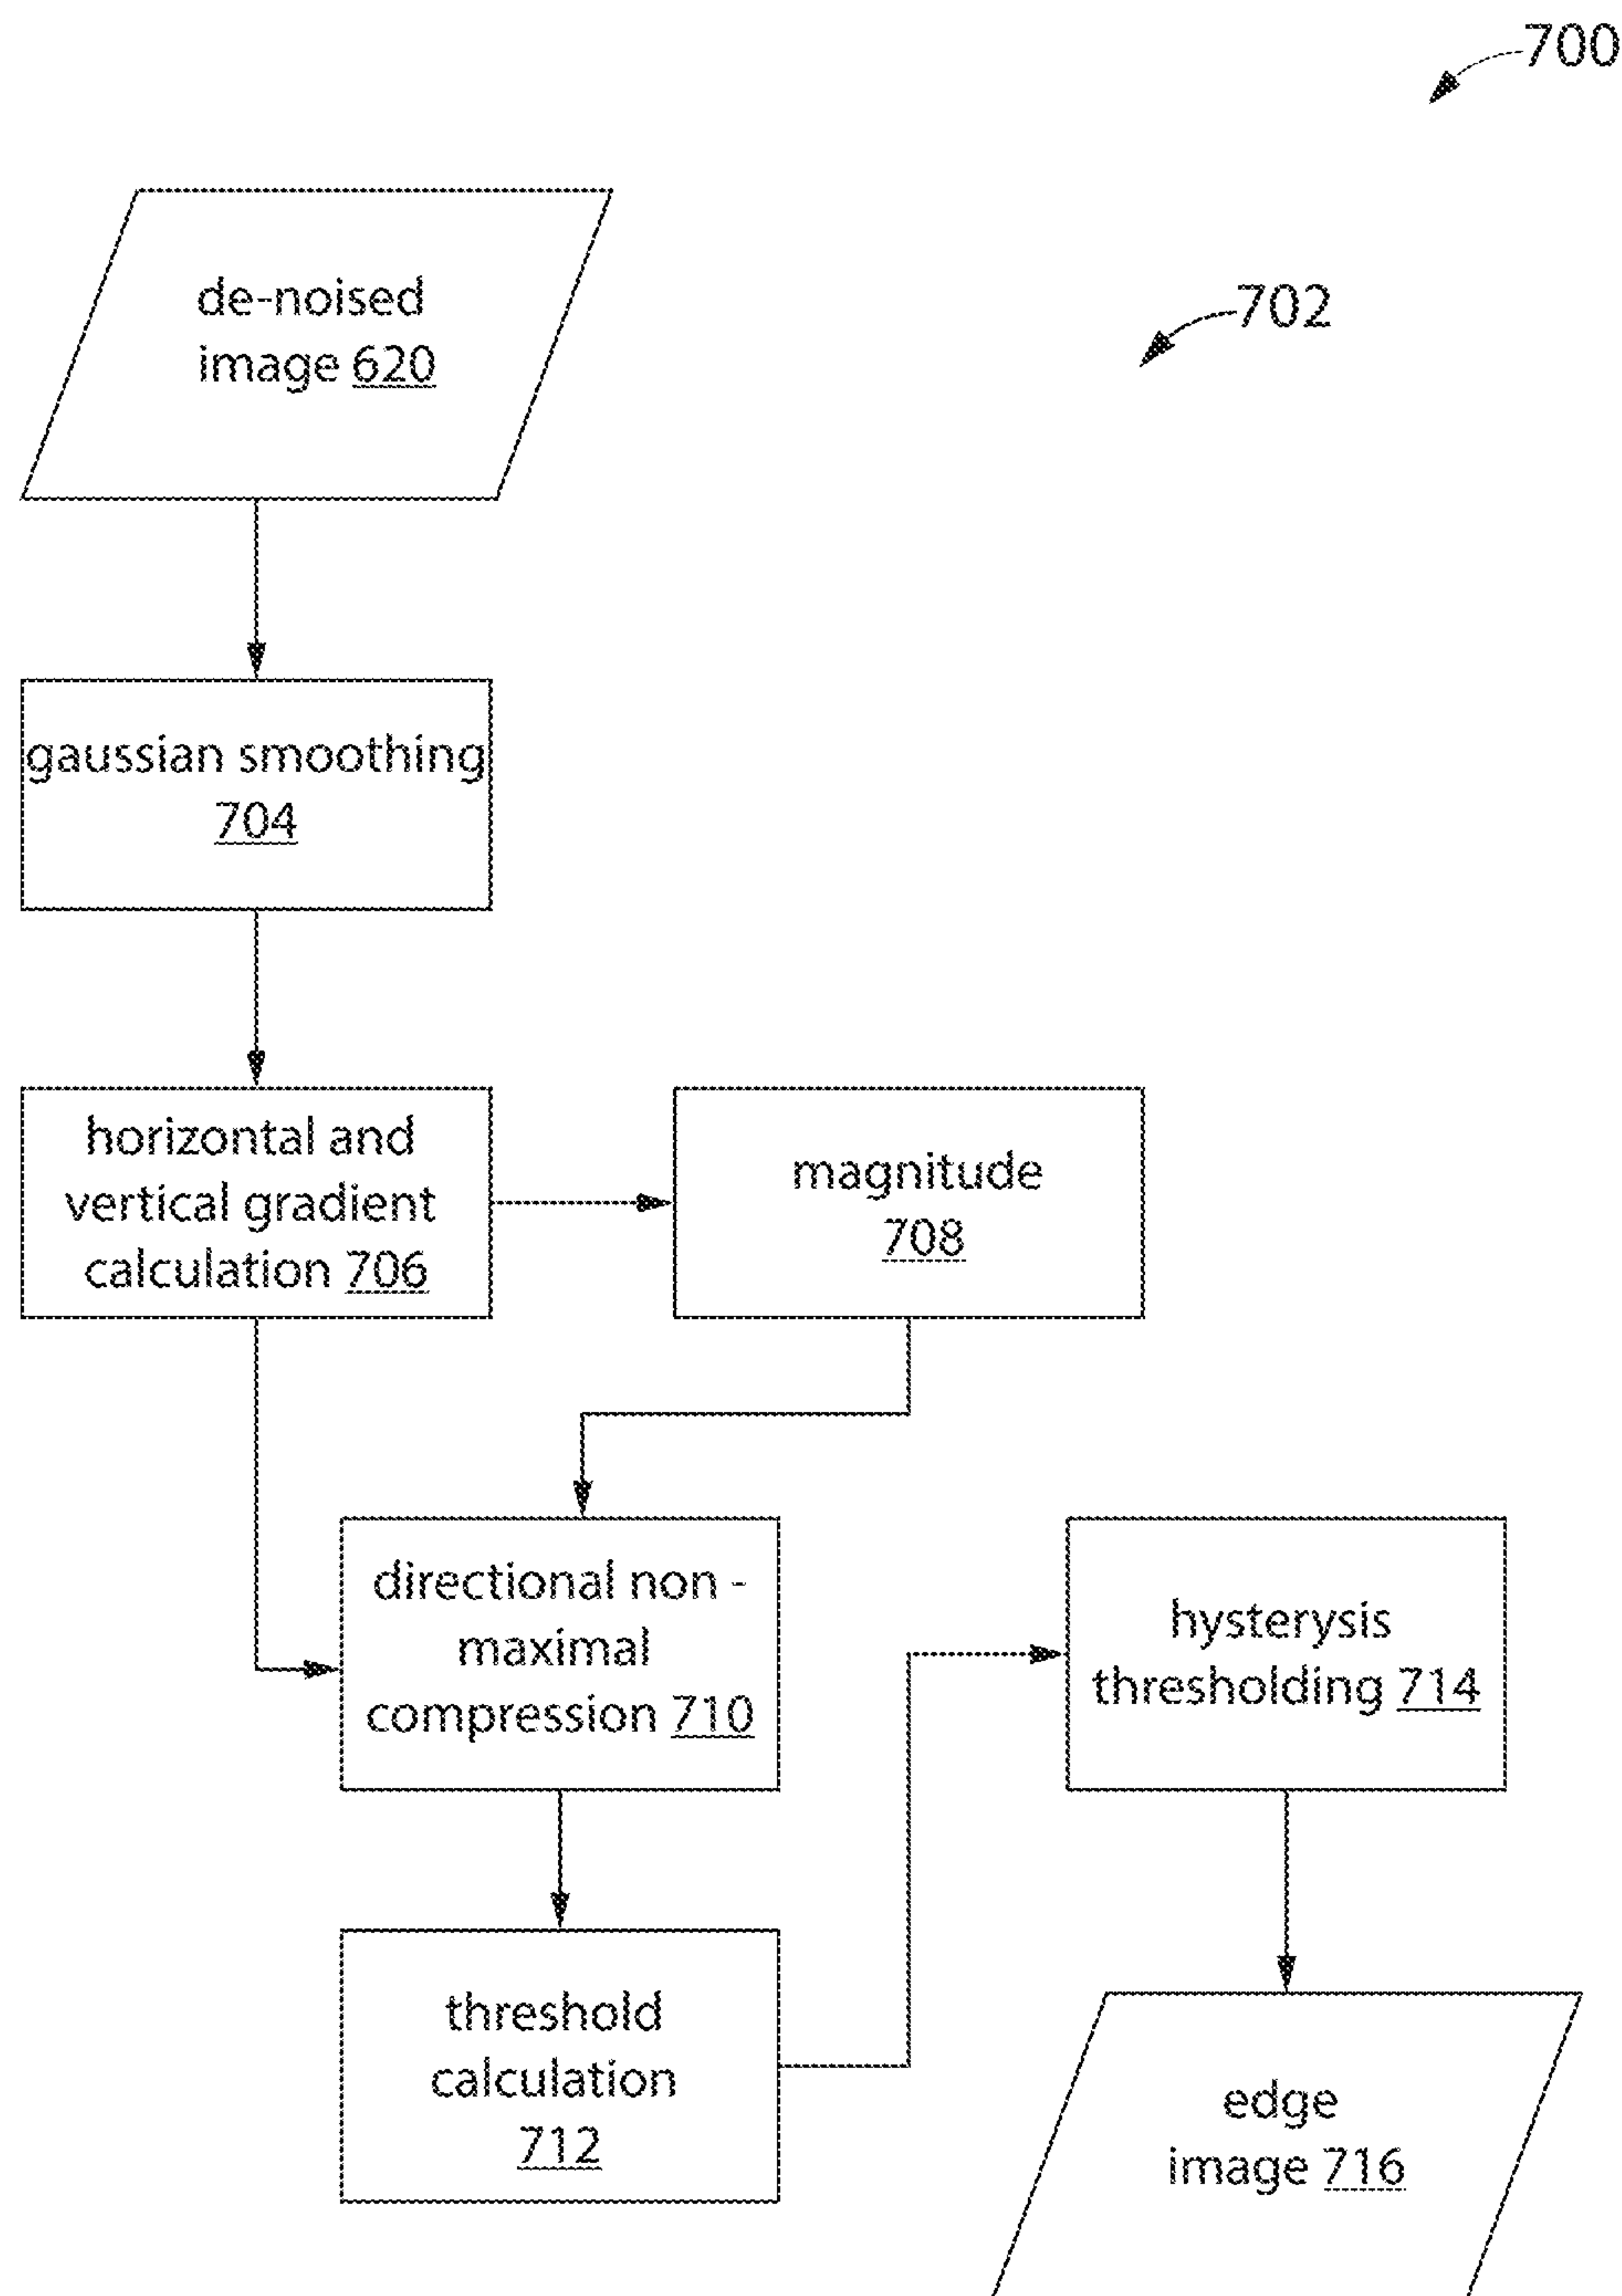 700
702
de-noised
image 620
gaussian smoothing
704
horizontal and
vertical gradient
calculation 706
magnitude
708
directional non -
maximal
compression 710
hysterysis
thresholding 714
threshold
calculation
712
edge
image 716